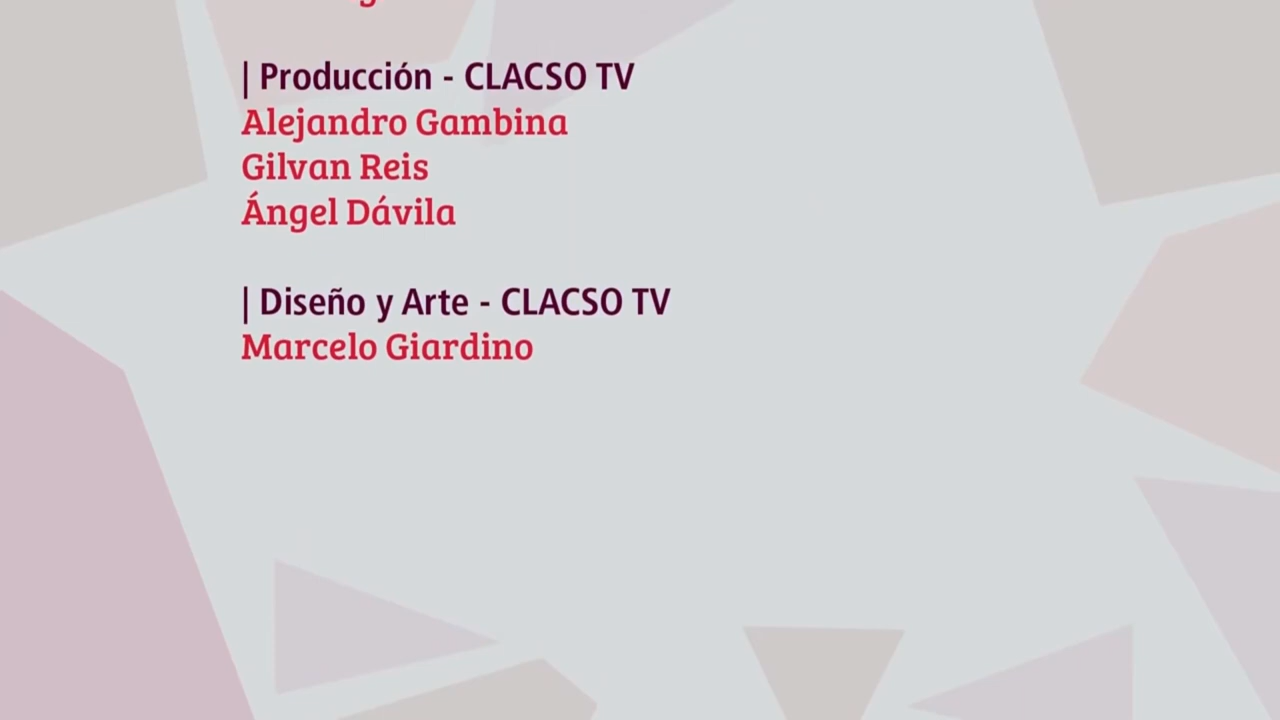 | Producción - CLACSO TV
Alejandro Gambina
Gilvan Reis
Ángel Dávila
| Diseño y Arte - CLACSO TV
Marcelo Giardino